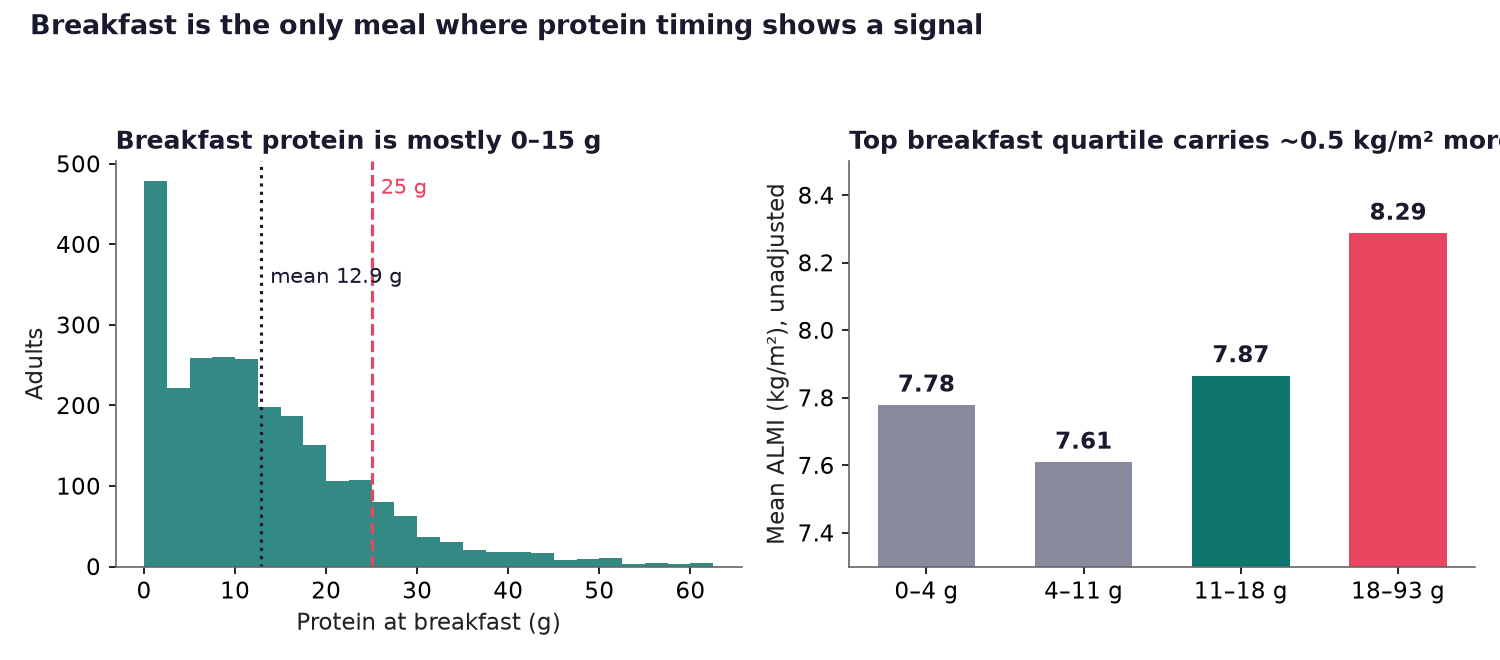 Breakfast is the only meal where protein timing shows a signal
Breakfast protein is mostly 0–15 g
500
400
300
200
100
0
Adults
25 g
mean 12.9 g
0 10 20 30 40 50 60
Protein at breakfast (g)
Top breakfast quartile carries ~0.5 kg/m² mor
8.4
8.2
8.0
7.8
7.6
7.4
Mean ALMI (kg/m²), unadjusted
7.78
7.61
7.87
8.29
0–4 g 4–11 g 11–18 g 18–93 g